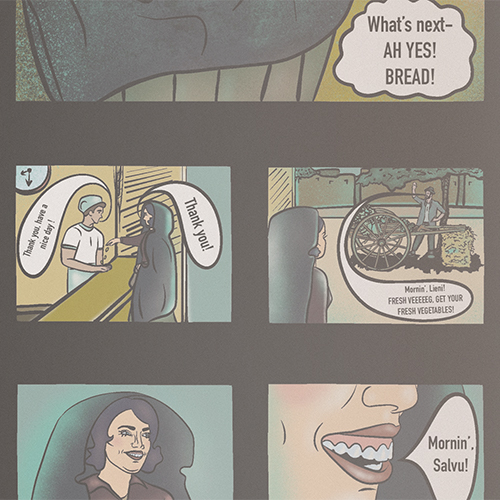 What's next–
AH YES!
BREAD!
Thank you, have a
nice day!
Thank you!
Mornin', Lieni!
FRESH VEEEEEG, GET YOUR
FRESH VEGETABLES!
Mornin',
Salvu!